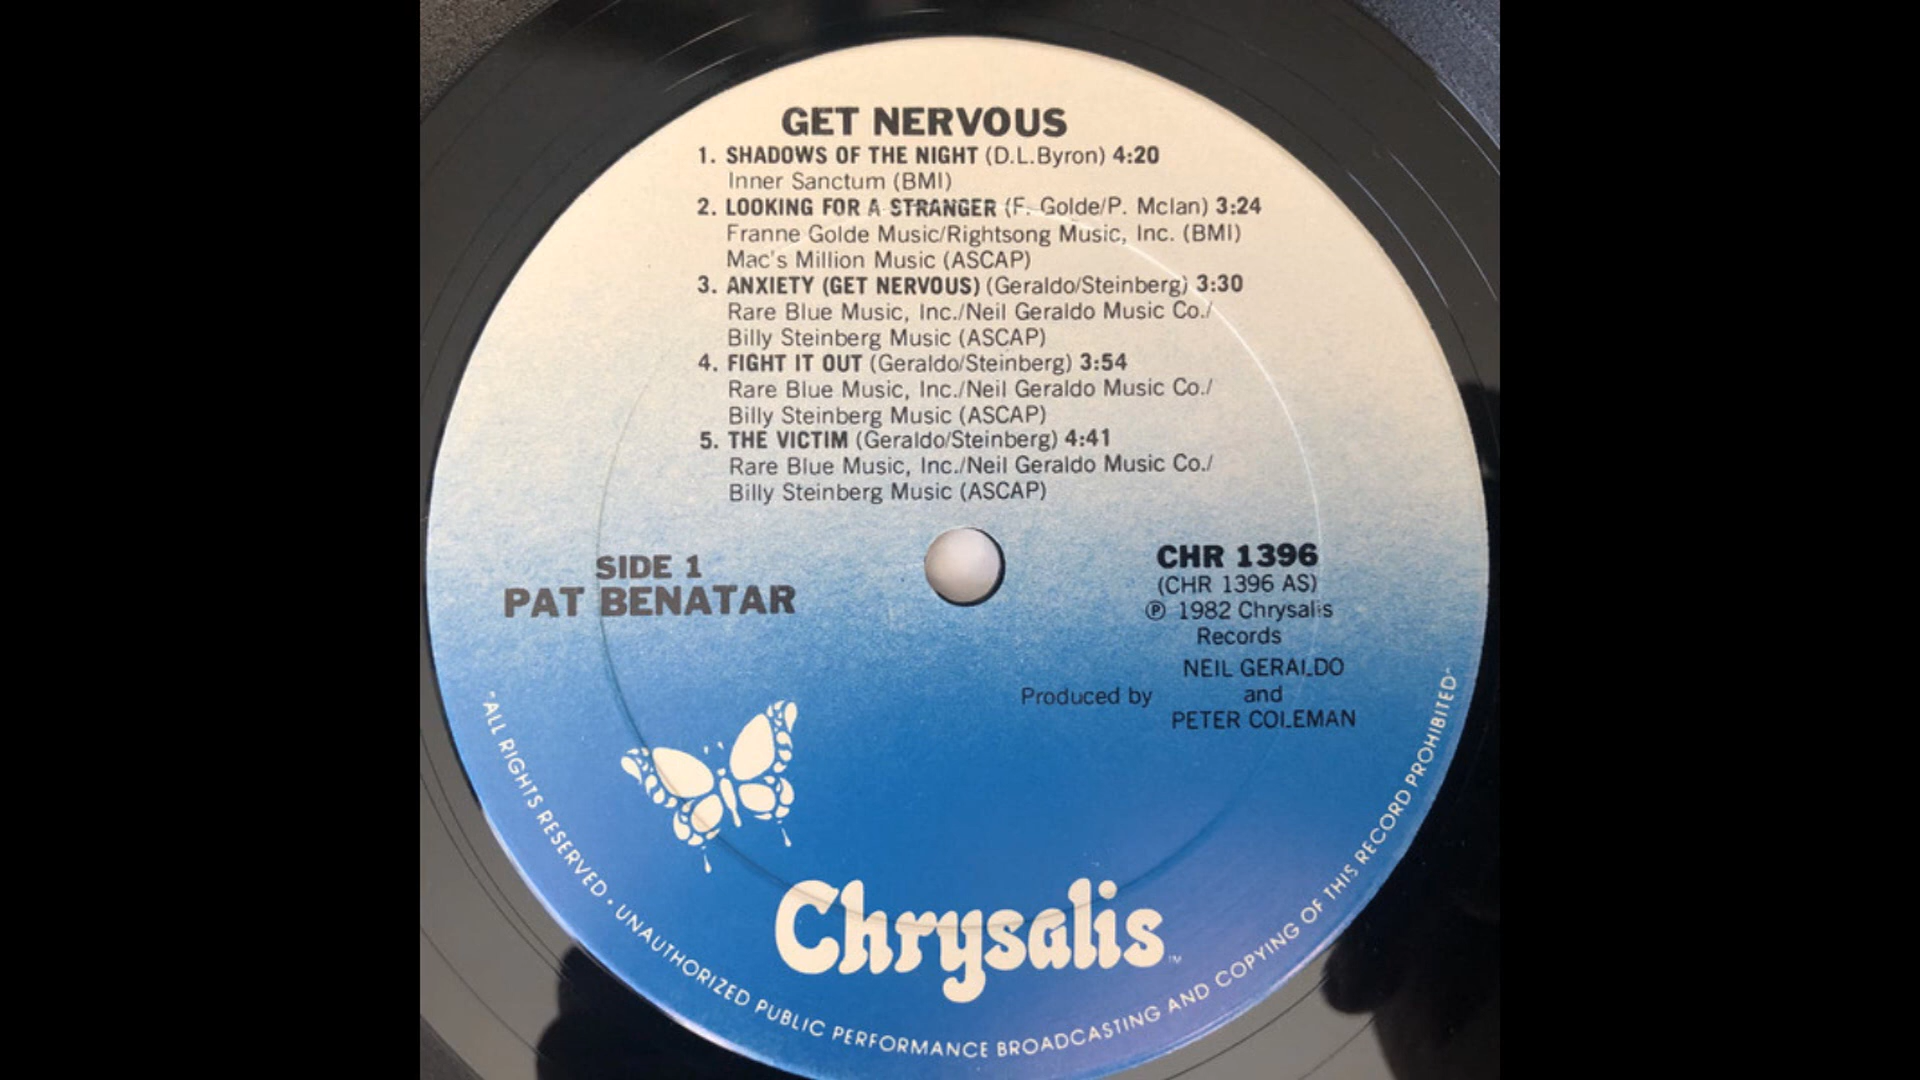 GET NERVOUS
1. SHADOWS OF THE NIGHT (D.L.Byron) 4:20
Inner Sanctum (BMI)
2. LOOKING FOR A STRANGER (F. Golde/P. McIan) 3:24
Franne Golde Music/Rightsong Music, Inc. (BMI)
Mac's Million Music (ASCAP)
3. ANXIETY (GET NERVOUS) (Geraldo/Steinberg) 3:30
Rare Blue Music, Inc./Neil Geraldo Music Co./
Billy Steinberg Music (ASCAP)
4. FIGHT IT OUT (Geraldo/Steinberg) 3:54
Rare Blue Music, Inc./Neil Geraldo Music Co./
Billy Steinberg Music (ASCAP)
5. THE VICTIM (Geraldo/Steinberg) 4:41
Rare Blue Music, Inc./Neil Geraldo Music Co./
Billy Steinberg Music (ASCAP)
SIDE 1
PAT BENATAR
CHR 1396
(CHR 1396 AS)
℗ 1982 Chrysalis
Records
NEIL GERALDO
Produced by and
PETER COLEMAN
Chrysalis™
"ALL RIGHTS RESERVED • UNAUTHORIZED PUBLIC PERFORMANCE BROADCASTING AND COPYING OF THIS RECORD PROHIBITED"